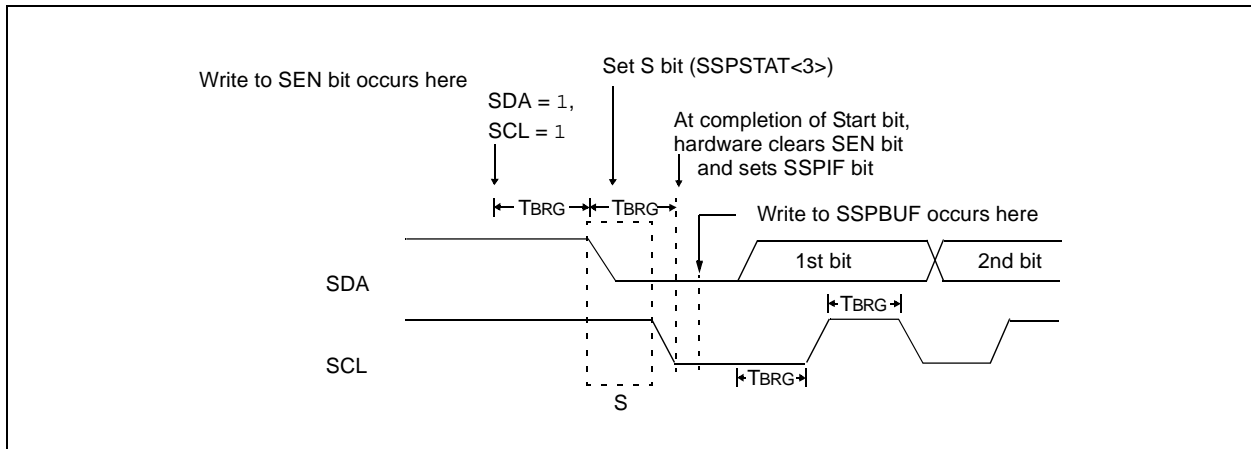 Set S bit (SSPSTAT<3>)
Write to SEN bit occurs here
SDA = 1,
SCL = 1
At completion of Start bit,
hardware clears SEN bit
and sets SSPIF bit
TBRG
TBRG
Write to SSPBUF occurs here
1st bit
2nd bit
SDA
TBRG
SCL
TBRG
S